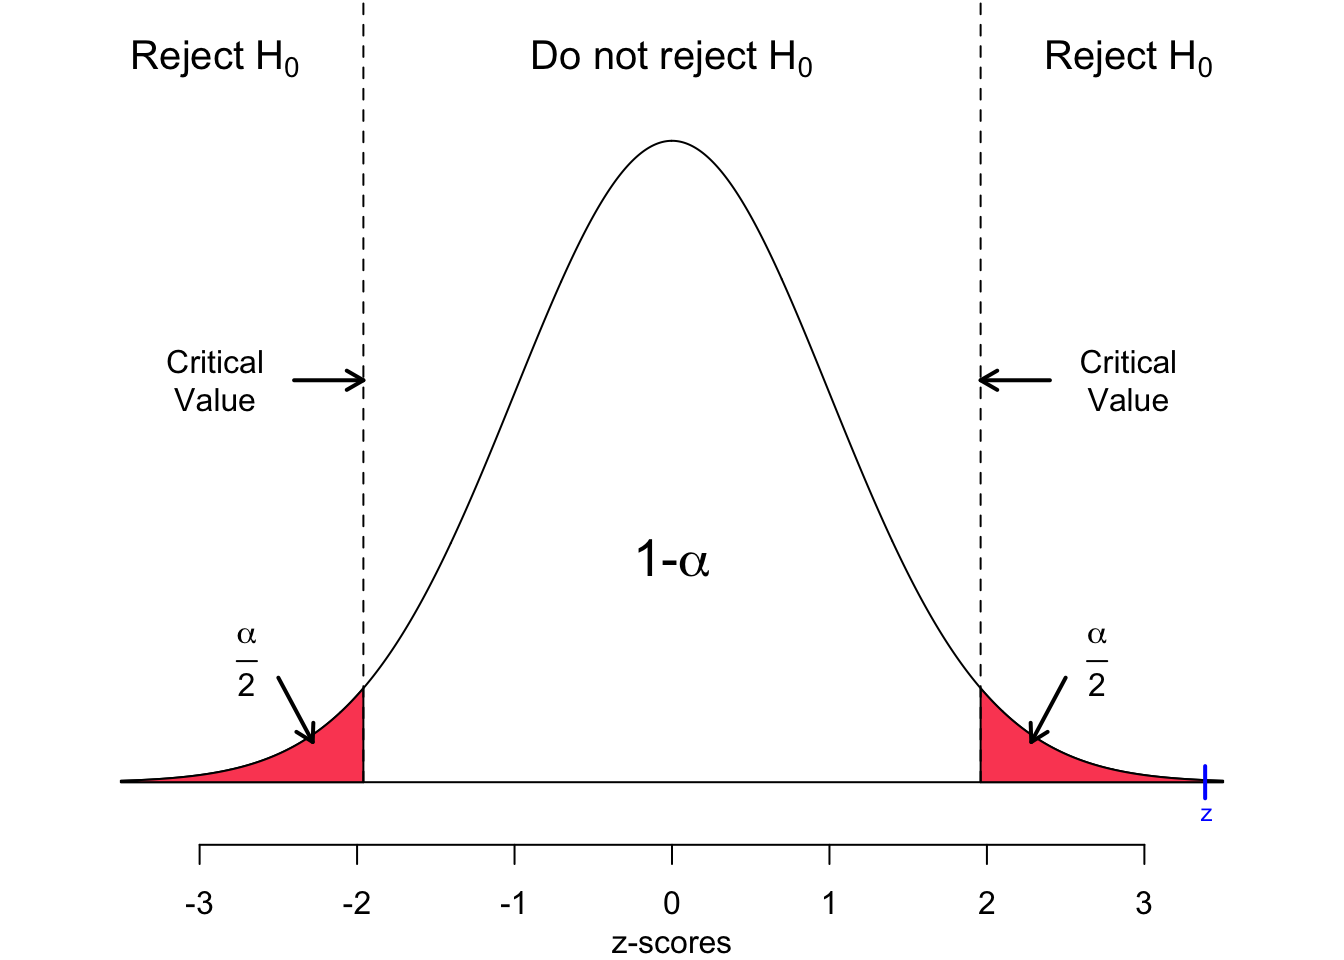 Reject H₀
Do not reject H₀
Reject H₀
Critical
Value
Critical
Value
1-α
α
2
α
2
z
-3 -2 -1 0 1 2 3
z-scores